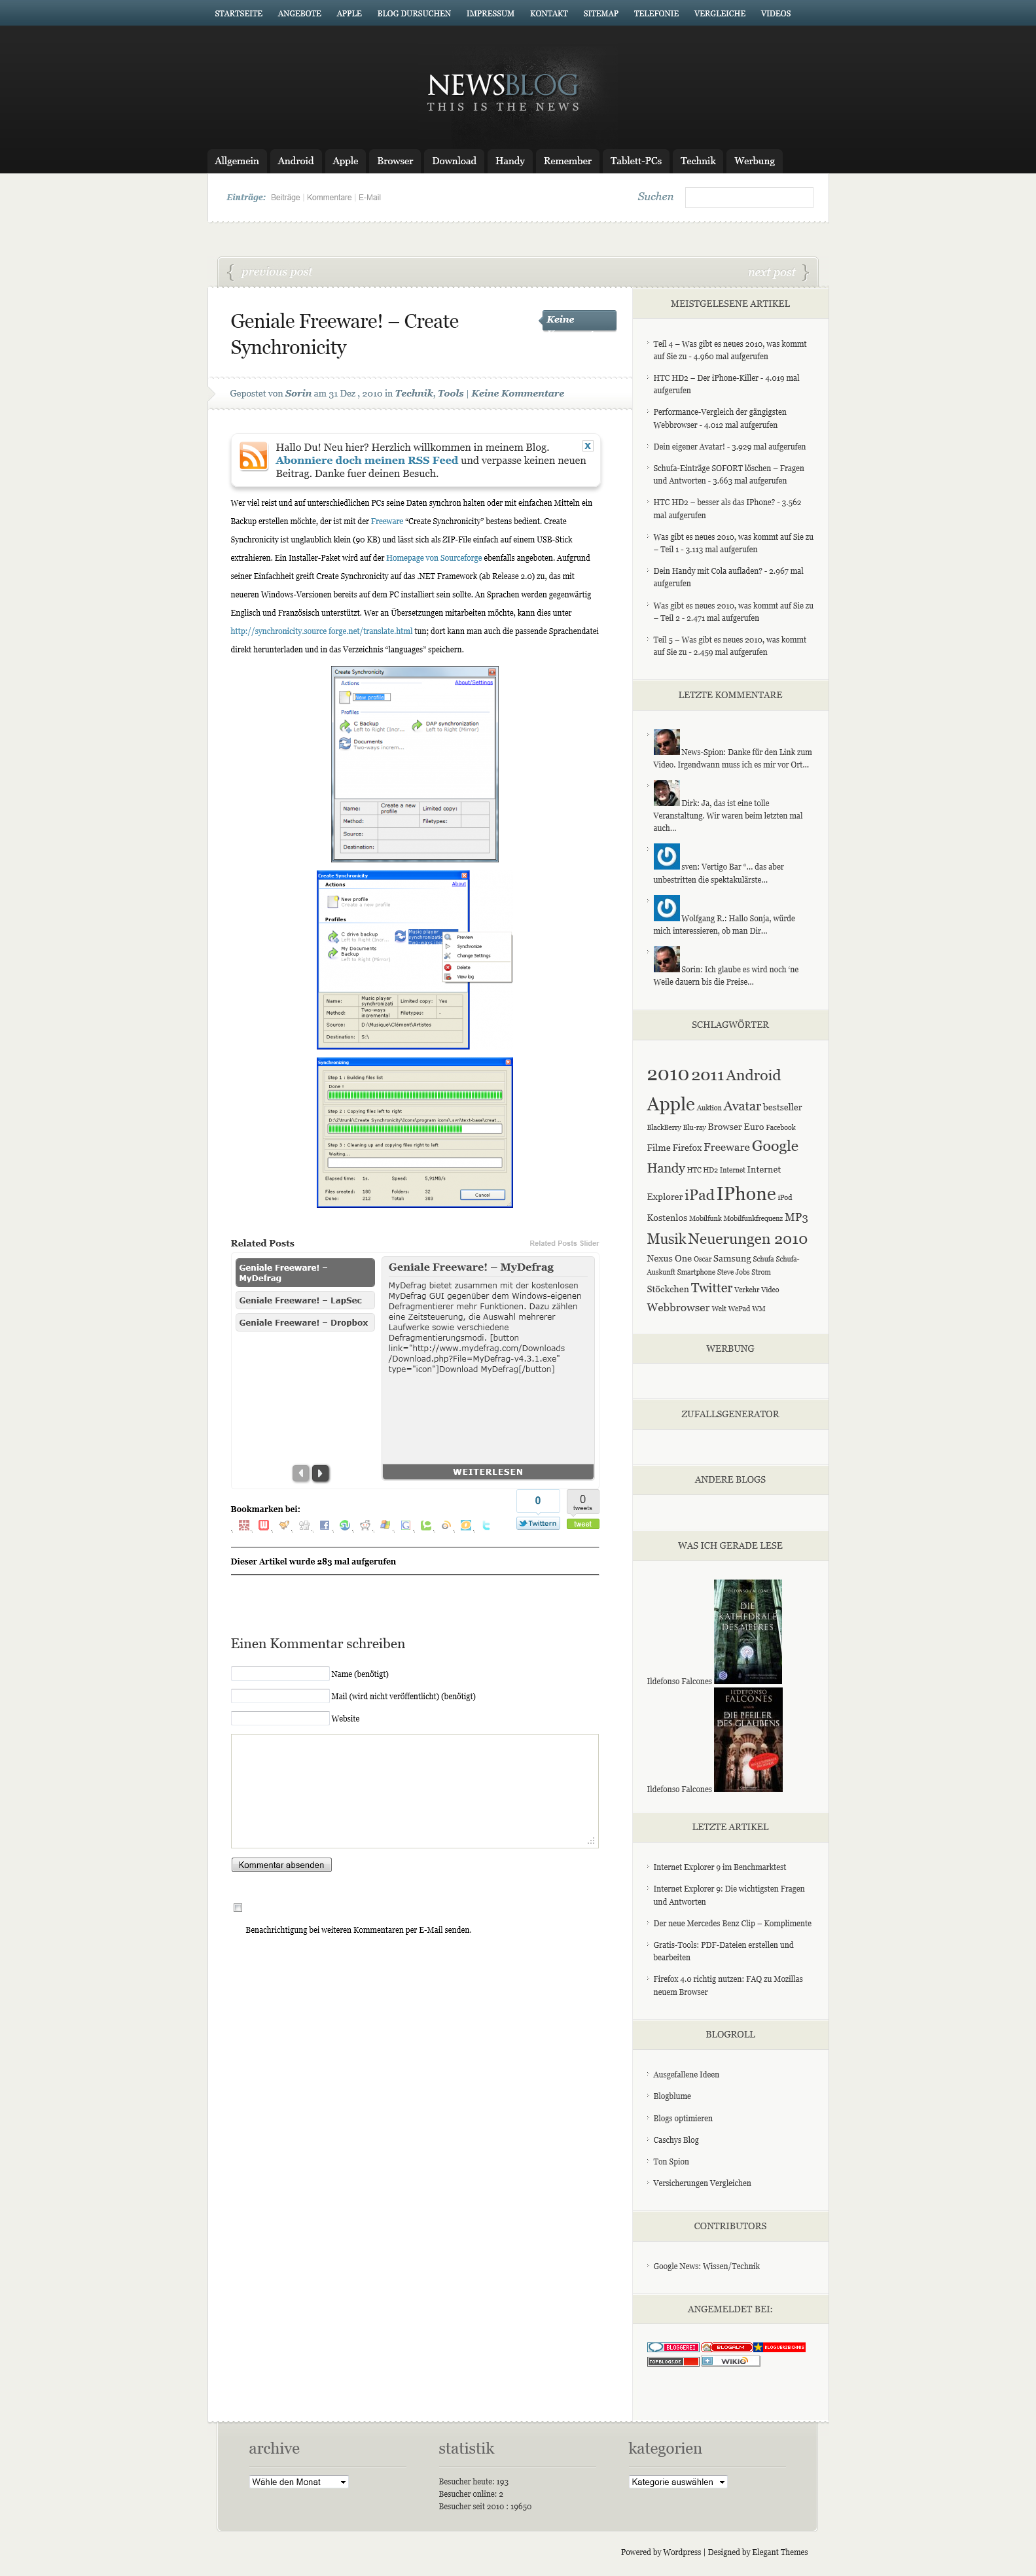 STARTSEITE ANGEBOTE APPLE BLOG DURSUCHEN IMPRESSUM KONTAKT SITEMAP TELEFONIE VERGLEICHE VIDEOS
NEWSBLOG
THIS IS THE NEWS
Allgemein Android Apple Browser Download Handy Remember Tablett-PCs Technik Werbung
Einträge: Beiträge | Kommentare | E-Mail
Suchen
{ previous post
next post }
Geniale Freeware! – Create
Synchronicity
Keine
Gepostet von Sorin am 31 Dez , 2010 in Technik, Tools | Keine Kommentare
Hallo Du! Neu hier? Herzlich willkommen in meinem Blog.
X
Abonniere doch meinen RSS Feed und verpasse keinen neuen
Beitrag. Danke fuer deinen Besuch.
Wer viel reist und auf unterschiedlichen PCs seine Daten synchron halten oder mit einfachen Mitteln ein
Backup erstellen möchte, der ist mit der Freeware “Create Synchronicity” bestens bedient. Create
Synchronicity ist unglaublich klein (90 KB) und lässt sich als ZIP-File einfach auf einem USB-Stick
extrahieren. Ein Installer-Paket wird auf der Homepage von Sourceforge ebenfalls angeboten. Aufgrund
seiner Einfachheit greift Create Synchronicity auf das .NET Framework (ab Release 2.0) zu, das mit
neueren Windows-Versionen bereits auf dem PC installiert sein sollte. An Sprachen werden gegenwärtig
Englisch und Französisch unterstützt. Wer an Übersetzungen mitarbeiten möchte, kann dies unter
http://synchronicity.source forge.net/translate.html tun; dort kann man auch die passende Sprachendatei
direkt herunterladen und in das Verzeichnis “languages” speichern.
Create Synchronicity
Actions
About/Settings
New profile
Profiles
C Backup
Left to Right (Incr...
DAP synchronization
Left to Right (Mirror)
Documents
Two-ways increm...
Name: Create a new profile Limited copy:
Method: Filetypes:
Source:
Destination:
Create Synchronicity
Actions
About
New profile
Profiles
C drive backup
Left to Right (Mirror)
My Documents
Backup
Left to Right (Mirror)
Preview
Synchronize
Change Settings
Delete
View log
Name: Music player synchronizati Limited copy: Yes
Method: Two-ways incremental Filetypes: -
Source: D:\Musique\Clément\Artistes
Destination: S:\
Synchronizing
Step 1 : Building files list
Done !
Step 2 : Copying files left to right
Step 3 : Cleaning up and copying files right to left
Waiting...
Elapsed time: 1s. Speed: 5,91MB/s
Files created: 180 Folders: 32
Done: 212 Total: 386
Cancel
Related Posts
Related Posts Slider
Geniale Freeware! –
MyDefrag
Geniale Freeware! – LapSec
Geniale Freeware! – Dropbox
Geniale Freeware! – MyDefrag
MyDefrag bietet zusammen mit der kostenlosen
MyDefrag GUI gegenüber dem Windows-eigenen
Defragmentierer mehr Funktionen. Dazu zählen
eine Zeitsteuerung, die Auswahl mehrerer
Laufwerke sowie verschiedene
Defragmentierungsmodi. [button
link="http://www.mydefrag.com/Downloads
/Download.php?File=MyDefrag-v4.3.1.exe"
type="icon"]Download MyDefrag[/button]
WEITERLESEN
Bookmarken bei:
0
Twittern
0
tweets
tweet
Dieser Artikel wurde 283 mal aufgerufen
Einen Kommentar schreiben
Name (benötigt)
Mail (wird nicht veröffentlicht) (benötigt)
Website
Kommentar absenden
Benachrichtigung bei weiteren Kommentaren per E-Mail senden.
MEISTGELESENE ARTIKEL
Teil 4 – Was gibt es neues 2010, was kommt
auf Sie zu - 4.960 mal aufgerufen
HTC HD2 – Der iPhone-Killer - 4.019 mal
aufgerufen
Performance-Vergleich der gängigsten
Webbrowser - 4.012 mal aufgerufen
Dein eigener Avatar! - 3.929 mal aufgerufen
Schufa-Einträge SOFORT löschen – Fragen
und Antworten - 3.663 mal aufgerufen
HTC HD2 – besser als das IPhone? - 3.562
mal aufgerufen
Was gibt es neues 2010, was kommt auf Sie zu
– Teil 1 - 3.113 mal aufgerufen
Dein Handy mit Cola aufladen? - 2.967 mal
aufgerufen
Was gibt es neues 2010, was kommt auf Sie zu
– Teil 2 - 2.471 mal aufgerufen
Teil 5 – Was gibt es neues 2010, was kommt
auf Sie zu - 2.459 mal aufgerufen
LETZTE KOMMENTARE
News-Spion: Danke für den Link zum
Video. Irgendwann muss ich es mir vor Ort...
Dirk: Ja, das ist eine tolle
Veranstaltung. Wir waren beim letzten mal
auch...
sven: Vertigo Bar “... das aber
unbestritten die spektakulärste...
Wolfgang R.: Hallo Sonja, würde
mich interessieren, ob man Dir...
Sorin: Ich glaube es wird noch ‘ne
Weile dauern bis die Preise...
SCHLAGWÖRTER
2010 2011 Android
Apple Auktion Avatar bestseller
BlackBerry Blu-ray Browser Euro Facebook
Filme Firefox Freeware Google
Handy HTC HD2 Internet Internet
Explorer iPad IPhone iPod
Kostenlos Mobilfunk Mobilfunkfrequenz MP3
Musik Neuerungen 2010
Nexus One Oscar Samsung Schufa Schufa-
Auskunft Smartphone Steve Jobs Strom
Stöckchen Twitter Verkehr Video
Webbrowser Welt WePad WM
WERBUNG
ZUFALLSGENERATOR
ANDERE BLOGS
WAS ICH GERADE LESE
DIE
KATHEDRALE
DES MEERES
Ildefonso Falcones
ILDEFONSO
FALCONES
DIE PFEILER
DES GLAUBENS
Ildefonso Falcones
LETZTE ARTIKEL
Internet Explorer 9 im Benchmarktest
Internet Explorer 9: Die wichtigsten Fragen
und Antworten
Der neue Mercedes Benz Clip – Komplimente
Gratis-Tools: PDF-Dateien erstellen und
bearbeiten
Firefox 4.0 richtig nutzen: FAQ zu Mozillas
neuem Browser
BLOGROLL
Ausgefallene Ideen
Blogblume
Blogs optimieren
Caschys Blog
Ton Spion
Versicherungen Vergleichen
CONTRIBUTORS
Google News: Wissen/Technik
ANGEMELDET BEI:
BLOGGEREI BLOGALM BLOGVERZEICHNIS
TOPBLOGS.DE WIKIO
archive
Wähle den Monat
statistik
Besucher heute: 193
Besucher online: 2
Besucher seit 2010 : 19650
kategorien
Kategorie auswählen
Powered by Wordpress | Designed by Elegant Themes